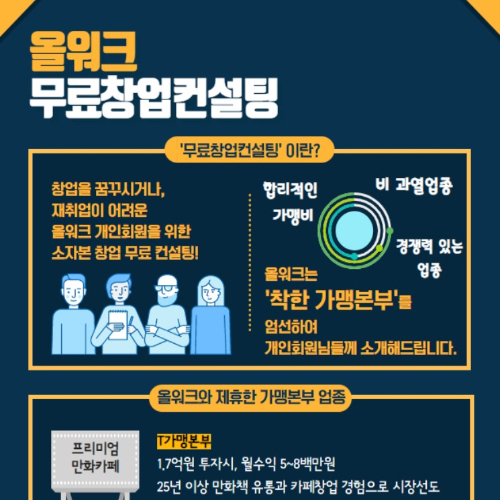 올워크
무료창업컨설팅
'무료창업컨설팅' 이란?
창업을 꿈꾸시거나,
재취업이 어려운
올워크 개인회원을 위한
소자본 창업 무료 컨설팅!
합리적인
가맹비
비 과열업종
경쟁력 있는
업종
올워크는
'착한 가맹본부'를
엄선하여
개인회원님들께 소개해드립니다.
올워크와 제휴한 가맹본부 업종
프리미엄
만화카페
T가맹본부
1,7억원 투자시, 월수익 5~8백만원
25년 이상 만화책 유통과 카페창업 경험으로 시장선도